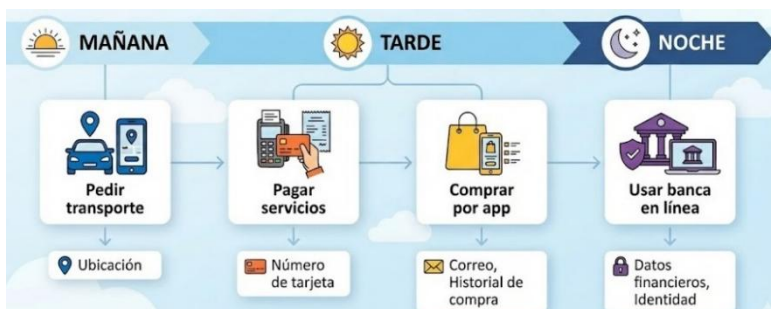 MAÑANA
TARDE
NOCHE
Pedir
transporte
Pagar
servicios
Comprar
por app
Usar banca
en línea
Ubicación
Número
de tarjeta
Correo,
Historial de
compra
Datos
financieros,
Identidad